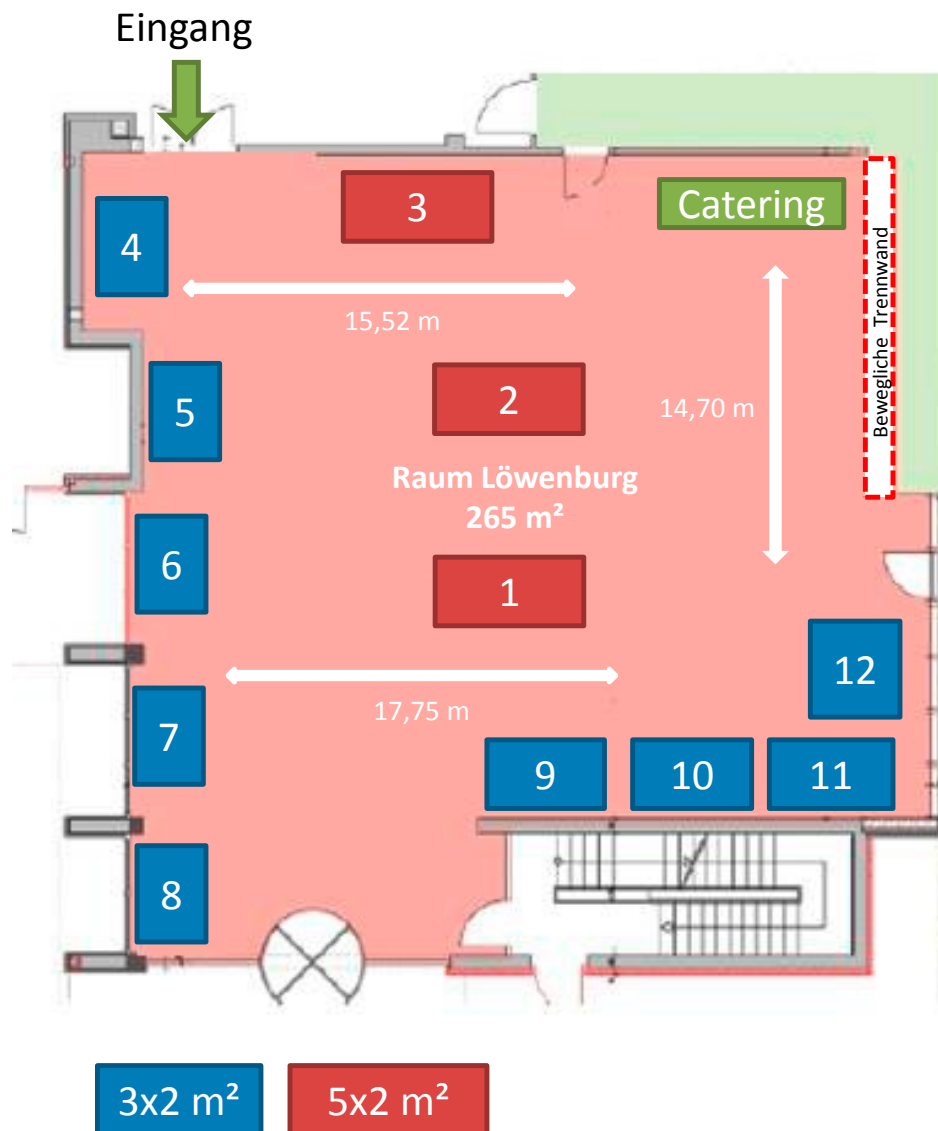 Eingang
3
Catering
4
Bewegliche Trennwand
15,52 m
5
2
14,70 m
Raum Löwenburg
265 m²
6
1
12
17,75 m
7
9
10
11
8
3x2 m²
5x2 m²